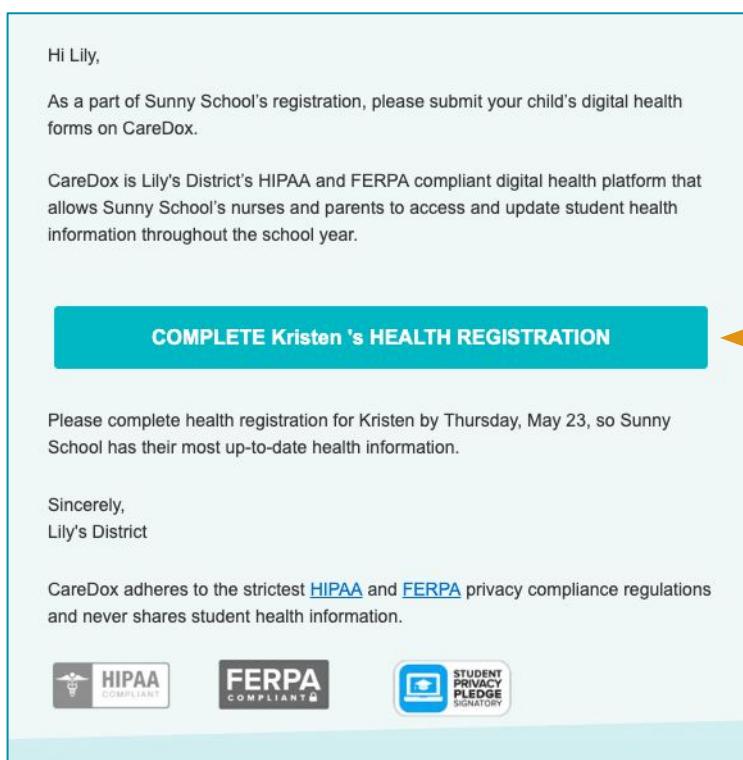 Hi Lily,
As a part of Sunny School's registration, please submit your child's digital health
forms on CareDox.
CareDox is Lily's District's HIPAA and FERPA compliant digital health platform that
allows Sunny School's nurses and parents to access and update student health
information throughout the school year.
COMPLETE Kristen 's HEALTH REGISTRATION
Please complete health registration for Kristen by Thursday, May 23, so Sunny
School has their most up-to-date health information.
Sincerely,
Lily's District
CareDox adheres to the strictest HIPAA and FERPA privacy compliance regulations
and never shares student health information.
HIPAA
COMPLIANT
FERPA
COMPLIANT
STUDENT
PRIVACY
PLEDGE
SIGNATORY